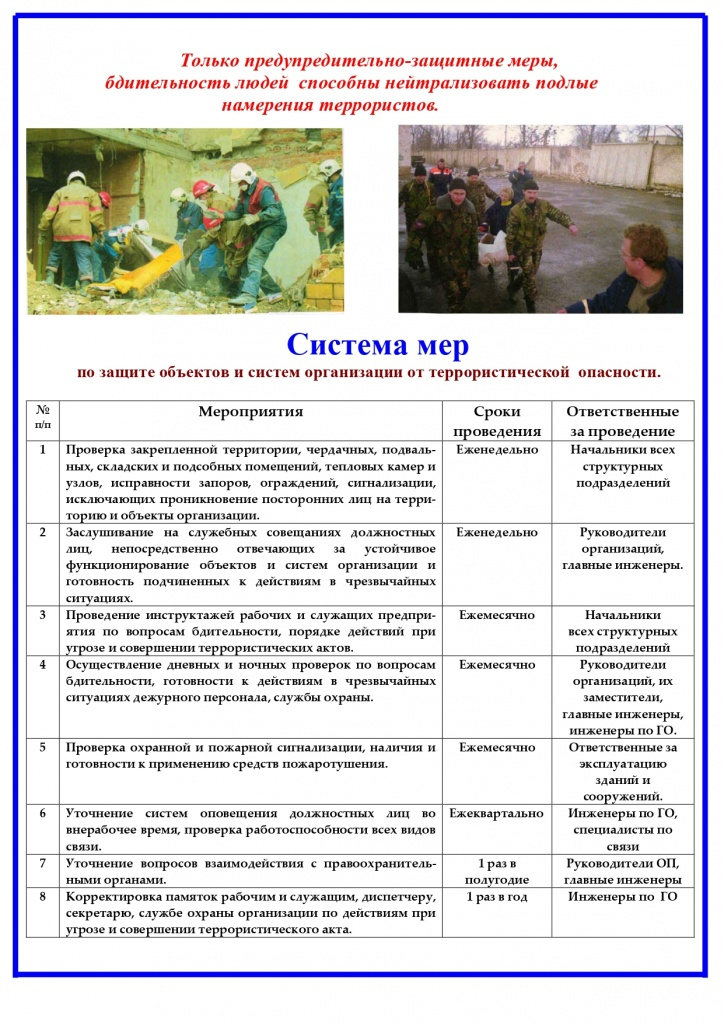 Только предупредительно-защитные меры,
бдительность людей способны нейтрализовать подлые
намерения террористов.
Система мер
по защите объектов и систем организации от террористической опасности.
№ п/п
Мероприятия
Сроки проведения
Ответственные за проведение
1
Проверка закрепленной территории, чердачных, подваль-
ных, складских и подсобных помещений, тепловых камер и
узлов, исправности запоров, ограждений, сигнализации,
исключающих проникновение посторонних лиц на терри-
торию и объекты организации.
Еженедельно
Начальники всех
структурных
подразделений
2
Заслушивание на служебных совещаниях должностных
лиц, непосредственно отвечающих за устойчивое
функционирование объектов и систем организации и
готовность подчиненных к действиям в чрезвычайных
ситуациях.
Еженедельно
Руководители
организаций,
главные инженеры.
3
Проведение инструктажей рабочих и служащих предпри-
ятия по вопросам бдительности, порядке действий при
угрозе и совершении террористических актов.
Ежемесячно
Начальники
всех структурных
подразделений
4
Осуществление дневных и ночных проверок по вопросам
бдительности, готовности к действиям в чрезвычайных
ситуациях дежурного персонала, службы охраны.
Ежемесячно
Руководители
организаций, их
заместители,
главные инженеры,
инженеры по ГО.
5
Проверка охранной и пожарной сигнализации, наличия и
готовности к применению средств пожаротушения.
Ежемесячно
Ответственные за
эксплуатацию
зданий и
сооружений.
6
Уточнение систем оповещения должностных лиц во
внерабочее время, проверка работоспособности всех видов
связи.
Ежеквартально
Инженеры по ГО,
специалисты по
связи
7
Уточнение вопросов взаимодействия с правоохранитель-
ными органами.
1 раз в
полугодие
Руководители ОП,
главные инженеры
8
Корректировка памяток рабочим и служащим, диспетчеру,
секретарю, службе охраны организации по действиям при
угрозе и совершении террористического акта.
1 раз в год
Инженеры по ГО